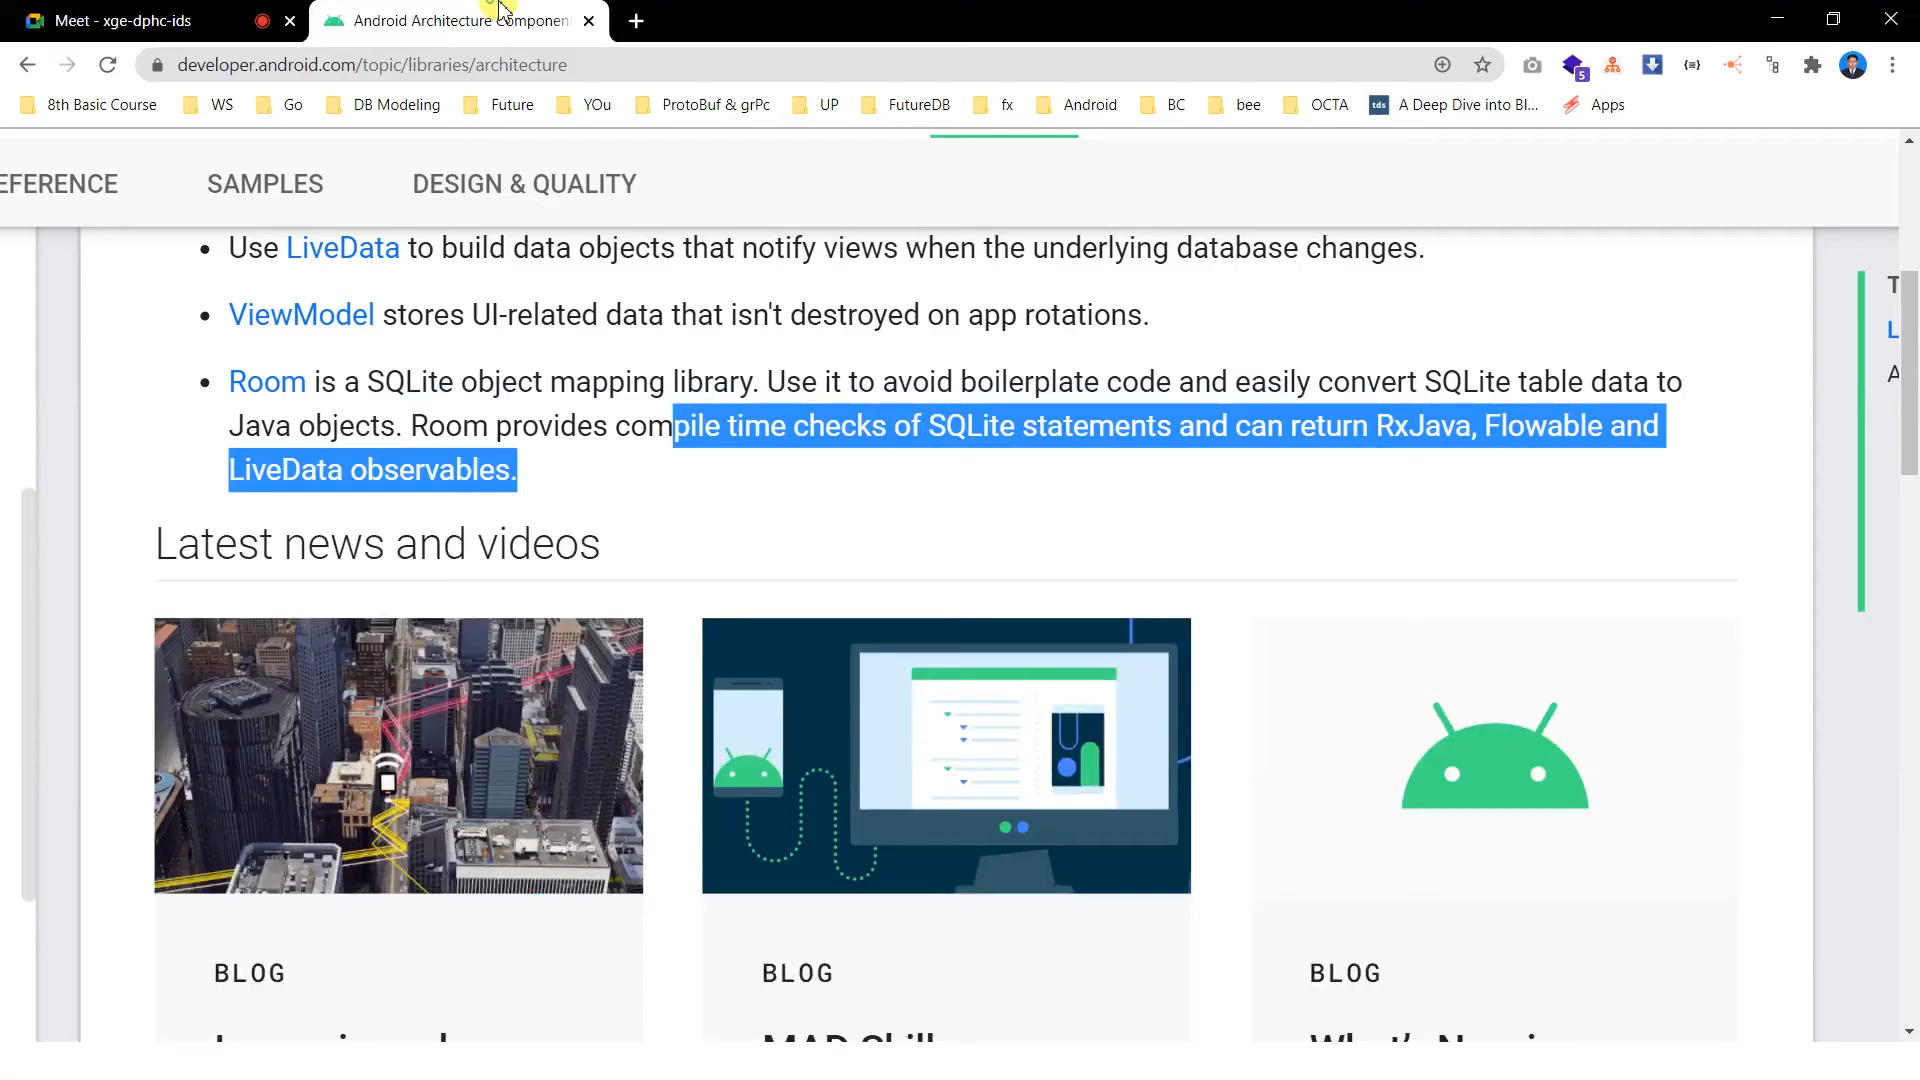 Meet - xge-dphc-ids
Android Architecture Componen
developer.android.com/topic/libraries/architecture
5
8th Basic Course
WS
Go
DB Modeling
Future
YOu
ProtoBuf & grPc
UP
FutureDB
fx
Android
BC
bee
OCTA
tds
A Deep Dive into Bl...
Apps
EFERENCE
SAMPLES
DESIGN & QUALITY
• Use LiveData to build data objects that notify views when the underlying database changes.
• ViewModel stores UI-related data that isn't destroyed on app rotations.
• Room is a SQLite object mapping library. Use it to avoid boilerplate code and easily convert SQLite table data to
Java objects. Room provides compile time checks of SQLite statements and can return RxJava, Flowable and
LiveData observables.
T
L
A
Latest news and videos
BLOG
BLOG
BLOG
MAD Skill